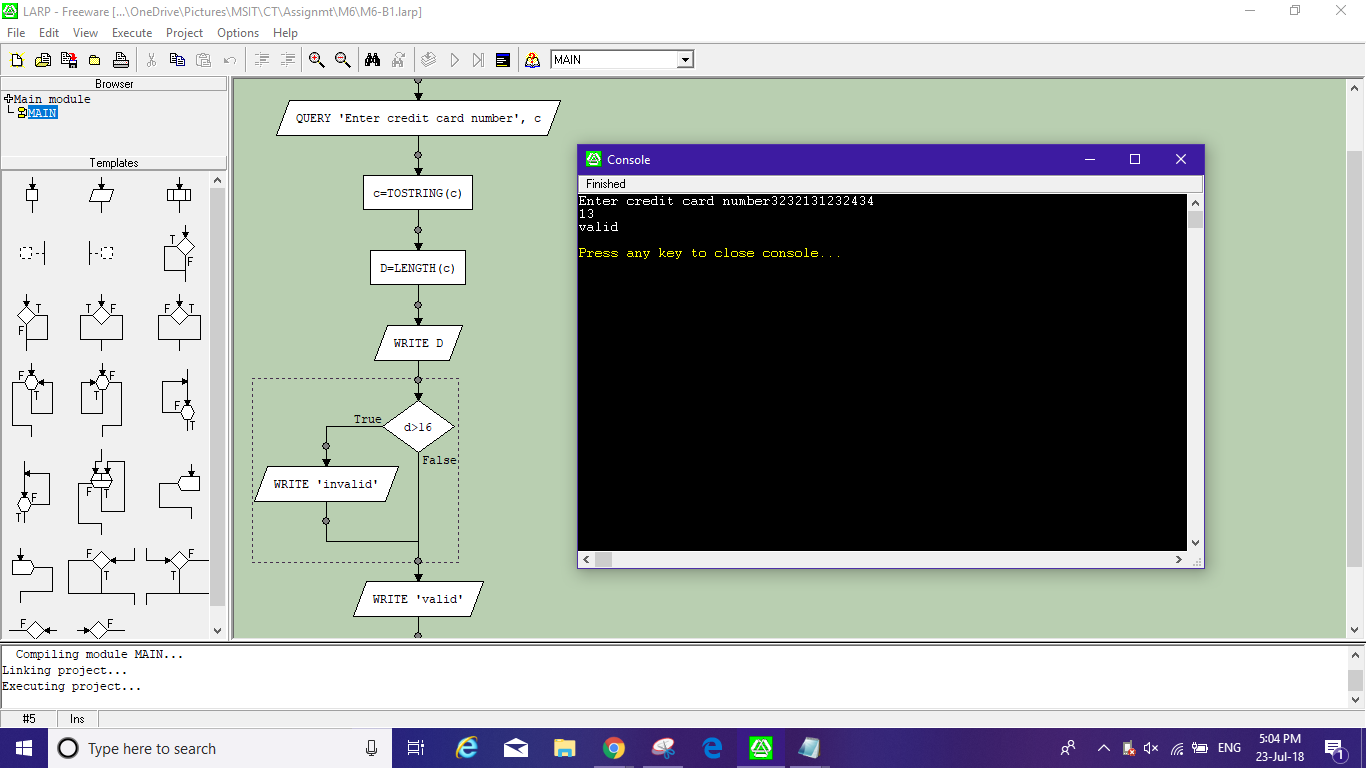 LARP - Freeware [...\OneDrive\Pictures\MSIT\CT\Assignmt\M6\M6-B1.larp]
File Edit View Execute Project Options Help
MAIN
Browser
Main module
MAIN
Templates
T
F
T
F
T F
F T
F
T
F
T
F
T
F
T
F
T
F
T
F
T
F
F
QUERY 'Enter credit card number', c
c=TOSTRING(c)
D=LENGTH(c)
WRITE D
True
d>16
False
WRITE 'invalid'
WRITE 'valid'
Console
Finished
Enter credit card number3232131232434
13
valid
Press any key to close console...
Compiling module MAIN...
Linking project...
Executing project...
#5 Ins
Type here to search
ENG
5:04 PM
23-Jul-18
1